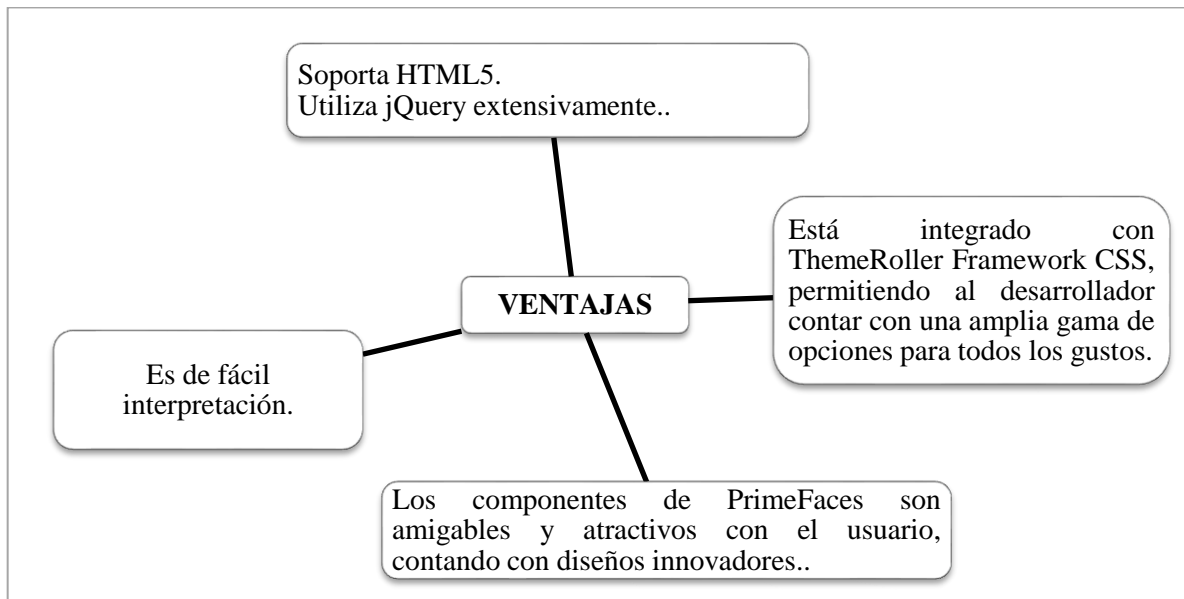 Soporta HTML5.
Utiliza jQuery extensivamente..
Está integrado con
ThemeRoller Framework CSS,
permitiendo al desarrollador
contar con una amplia gama de
opciones para todos los gustos.
VENTAJAS
Es de fácil
interpretación.
Los componentes de PrimeFaces son
amigables y atractivos con el usuario,
contando con diseños innovadores..